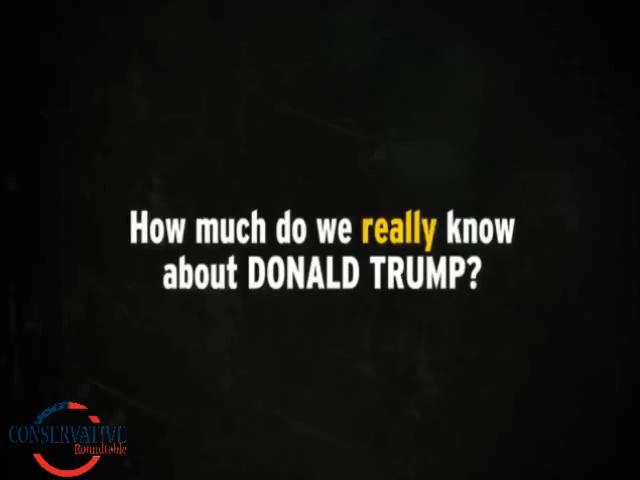 How much do we really know
about DONALD TRUMP?
CONSERVATIVE
Roundtable